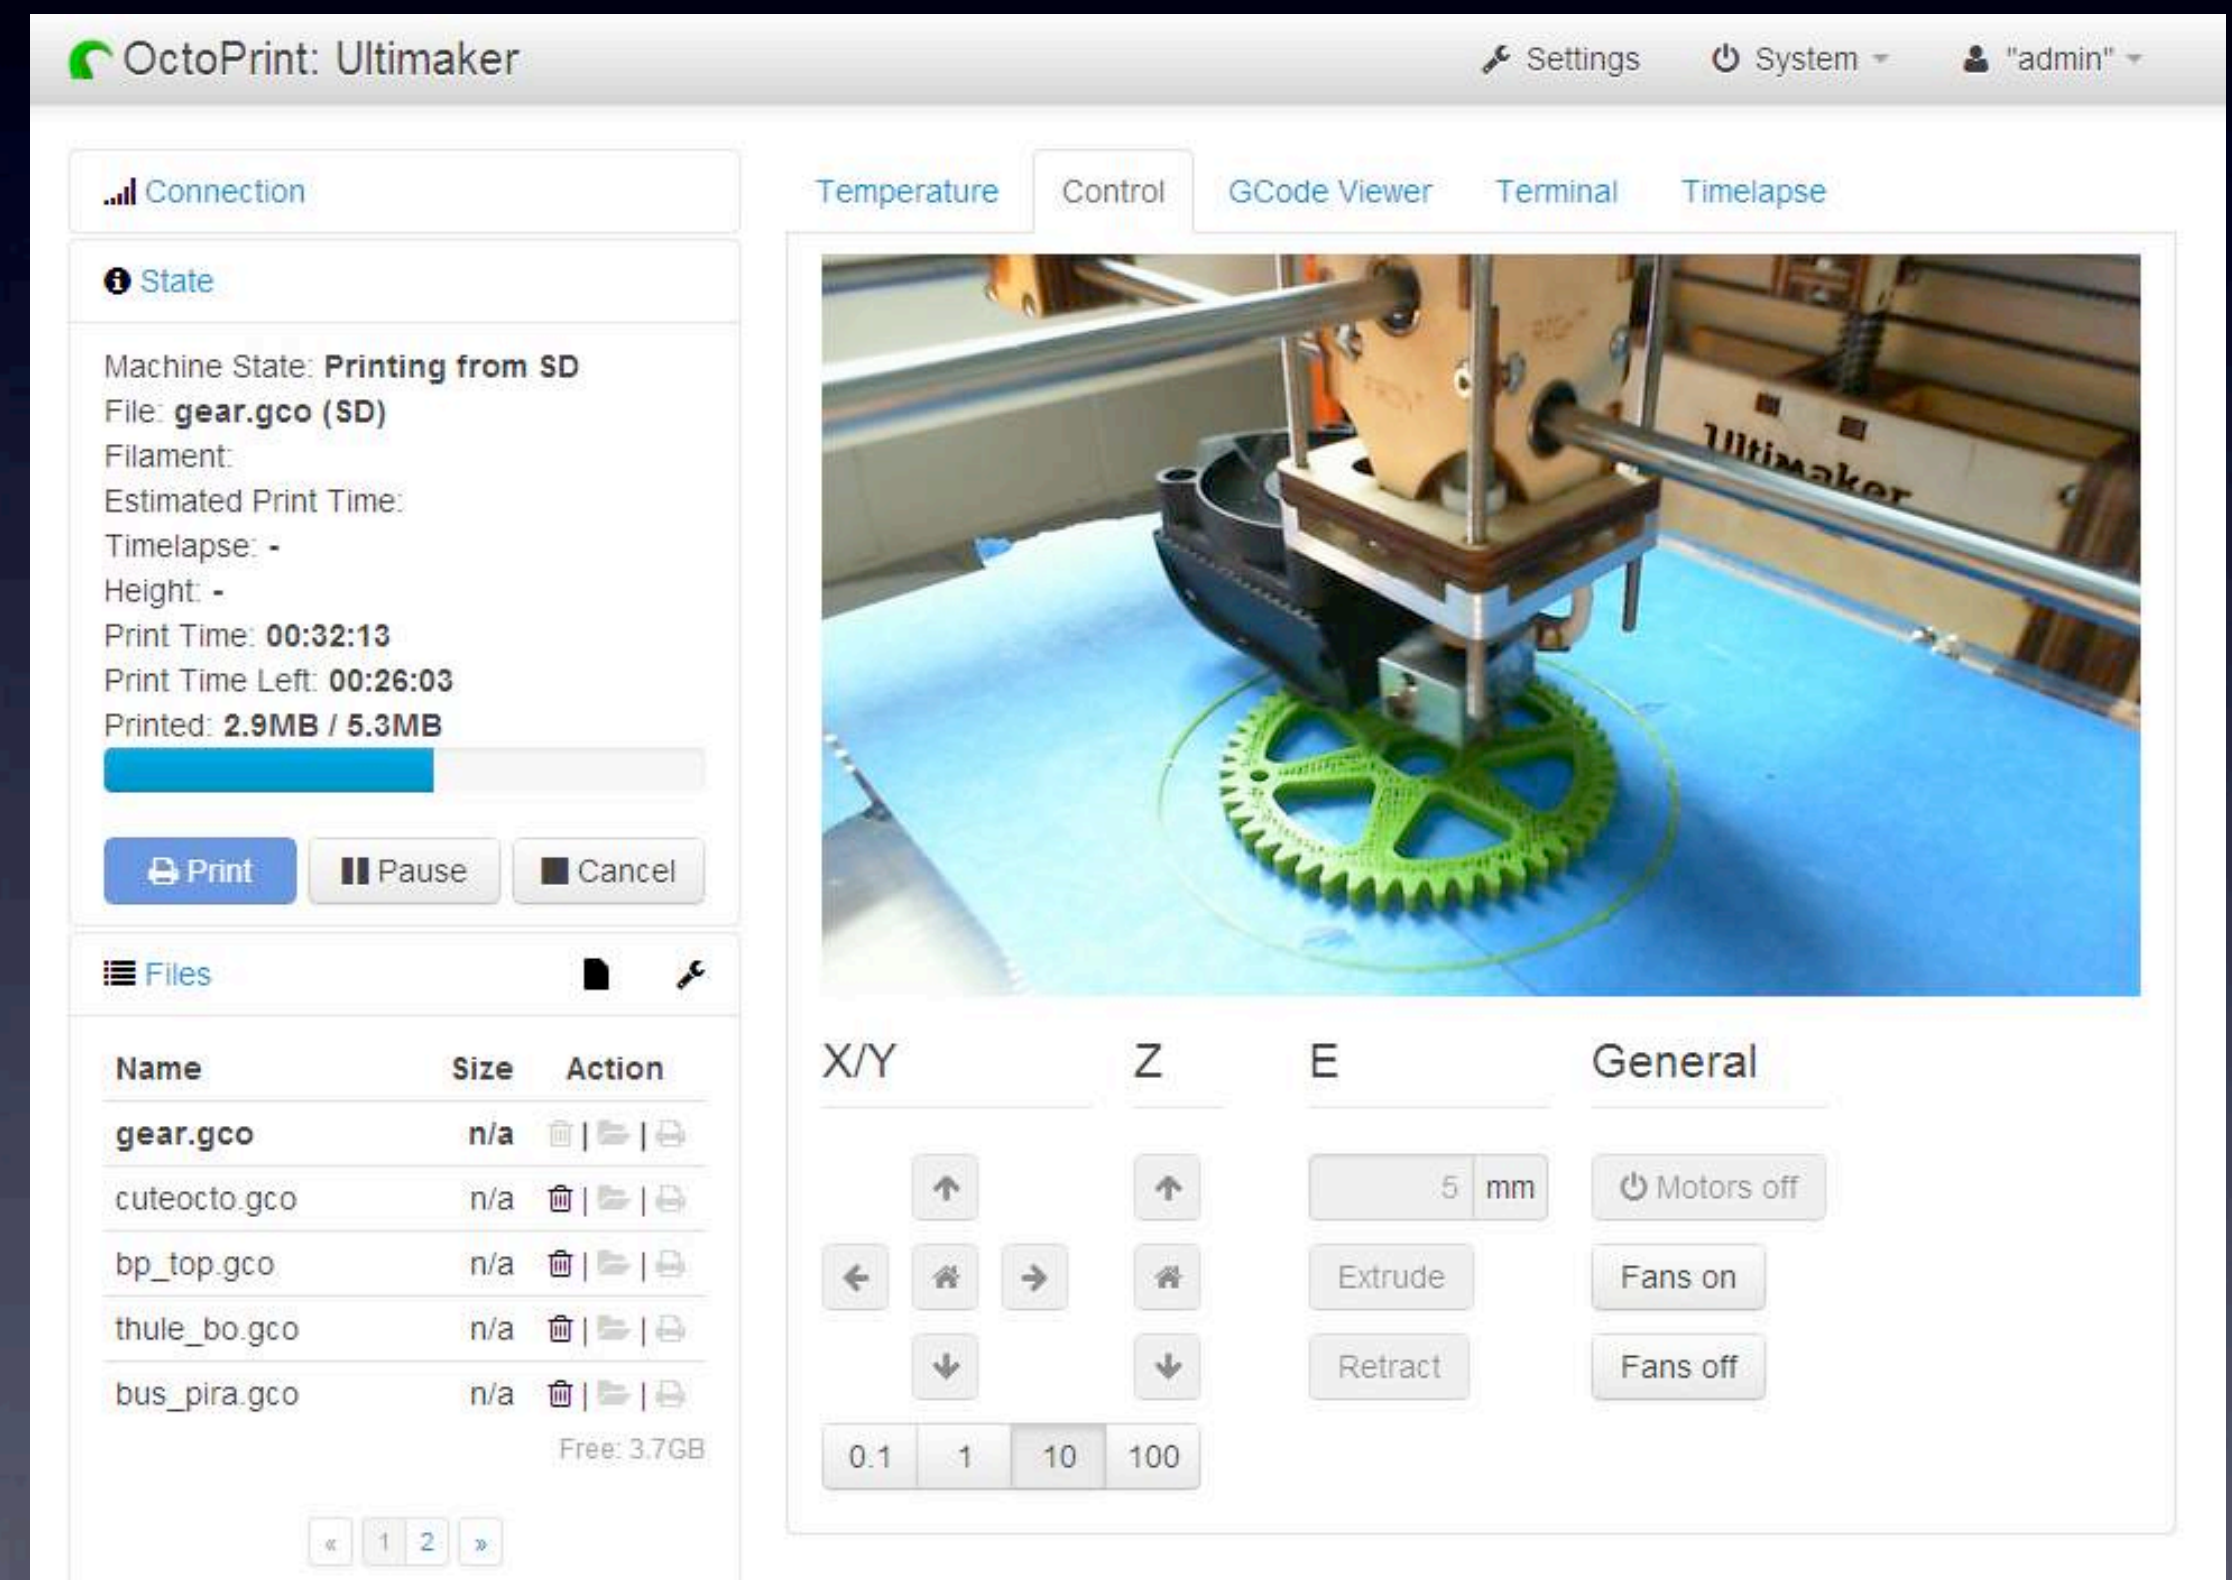 OctoPrint: Ultimaker
Settings
System
"admin"
Connection
State
Machine State: Printing from SD
File: gear.gco (SD)
Filament:
Estimated Print Time:
Timelapse: -
Height: -
Print Time: 00:32:13
Print Time Left: 00:26:03
Printed: 2.9MB / 5.3MB
Print
Pause
Cancel
Files
Name Size Action
gear.gco n/a | |
cuteocto.gco n/a | |
bp_top.gco n/a | |
thule_bo.gco n/a | |
bus_pira.gco n/a | |
Free: 3.7GB
« 1 2 »
Temperature
Control
GCode Viewer
Terminal
Timelapse
RIGHT
FRONT
Ultimaker
X/Y
Z
E
General
5 mm
Motors off
Extrude
Fans on
Retract
Fans off
0.1 1 10 100